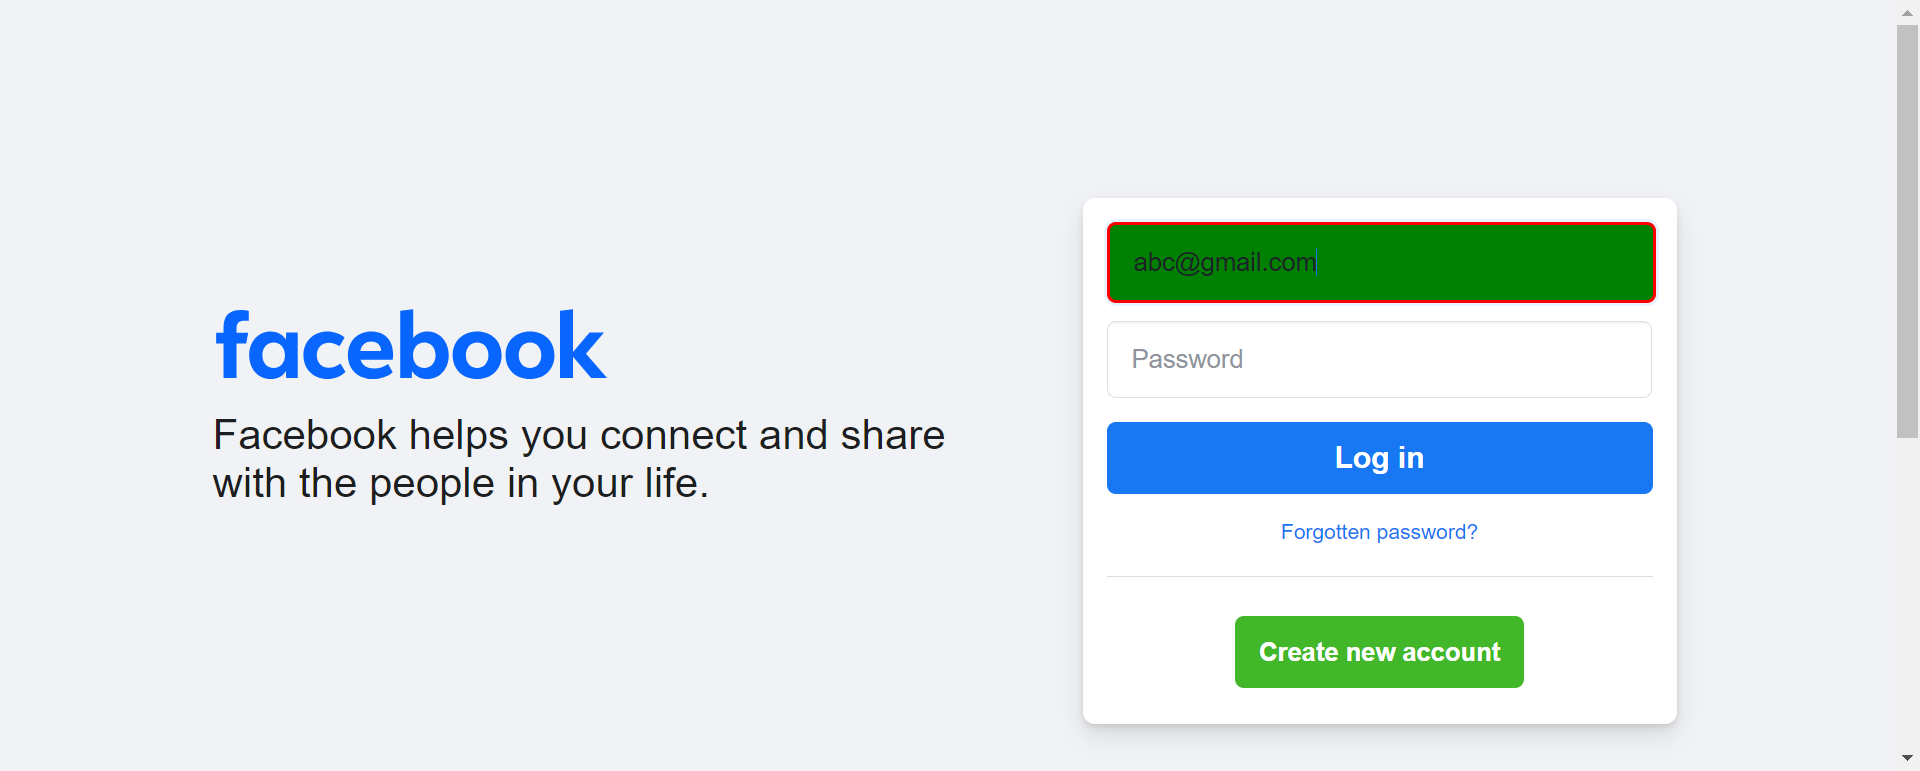 facebook
Facebook helps you connect and share
with the people in your life.
abc@gmail.com
Password
Log in
Forgotten password?
Create new account